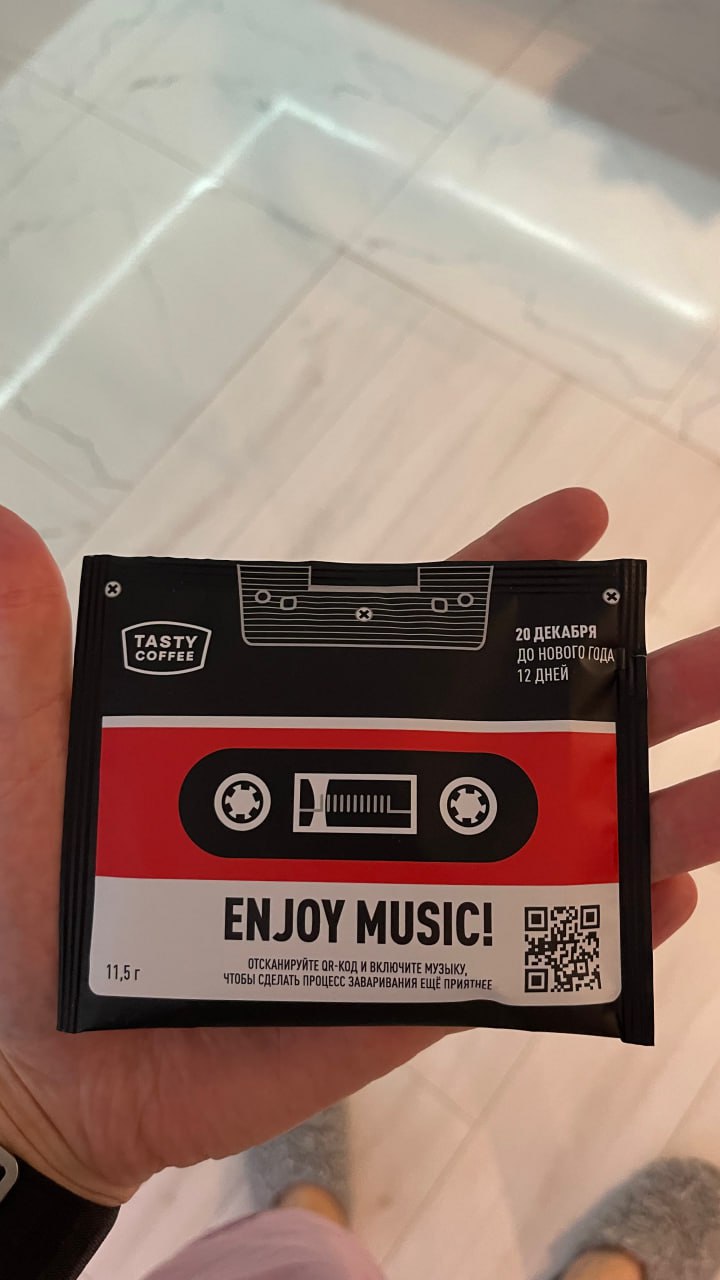 TASTY
COFFEE
20 ДЕКАБРЯ
ДО НОВОГО ГОДА
12 ДНЕЙ
ENJOY MUSIC!
11,5 г
ОТСКАНИРУЙТЕ QR-КОД И ВКЛЮЧИТЕ МУЗЫКУ,
ЧТОБЫ СДЕЛАТЬ ПРОЦЕСС ЗАВАРИВАНИЯ ЕЩЁ ПРИЯТНЕЕ